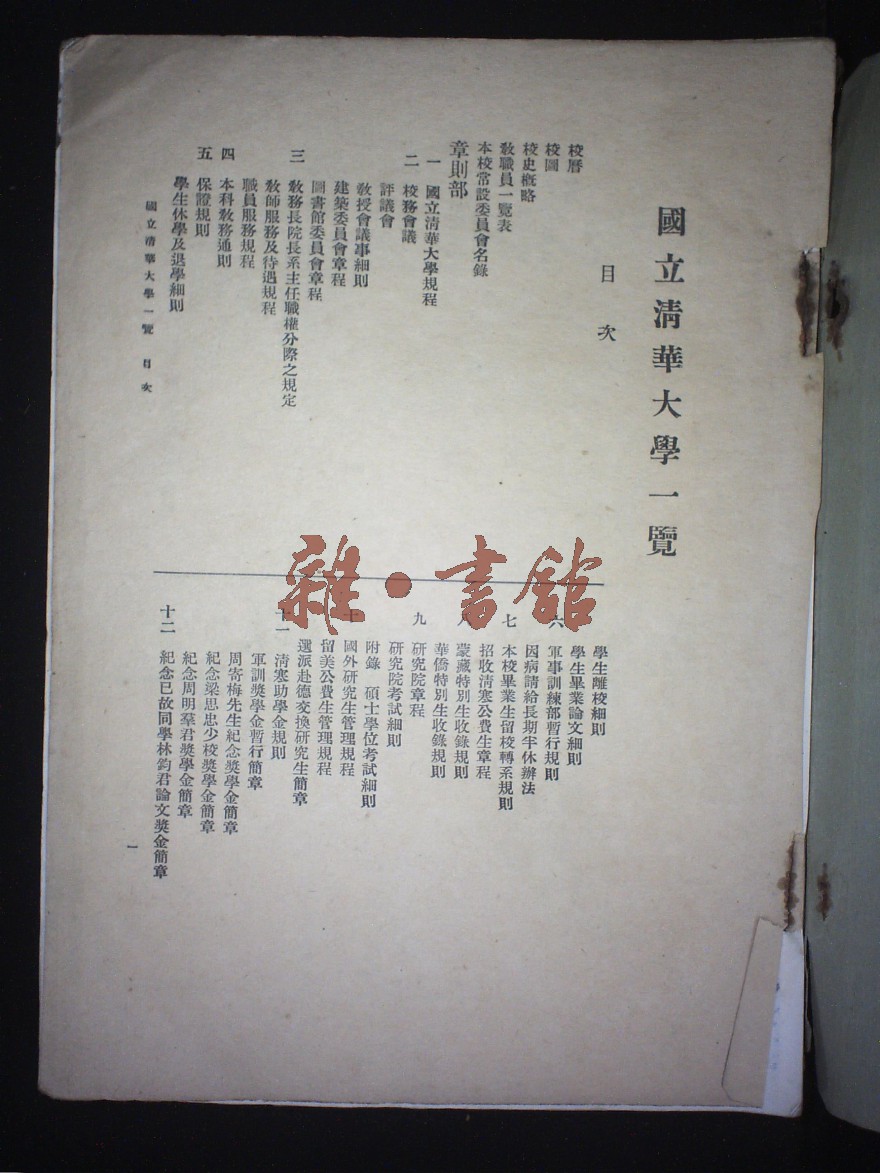 國立清華大學一覽
目次
校曆
校圖
校史概略
敎職員一覽表
本校常設委員會名錄
章則部
一 國立清華大學規程
二 校務會議
評議會
敎授會議事細則
建築委員會章程
圖書館委員會章程
三 敎務長院長系主任職權分際之規定
敎師服務及待遇規程
職員服務規程
四 本科敎務通則
五 保證規則
學生休學及退學細則
學生離校細則
學生畢業論文細則
六 軍事訓練部暫行規則
因病請給長期半休辦法
七 本校畢業生留校轉系規則
招收清寒公費生章程
八 蒙藏特別生收錄規則
華僑特別生收錄規則
九 研究院章程
研究院考試細則
附錄 碩士學位考試細則
十 國外研究生管理規程
留美公費生管理規程
選派赴德交換研究生簡章
十一 清寒助學金規則
軍訓獎學金暫行簡章
周寄梅先生紀念獎學金簡章
紀念梁思忠少校獎學金簡章
紀念周明羣君獎學金簡章
十二 紀念已故同學林鈞君論文獎金簡章
國立清華大學一覽 目次
一
雜·書館